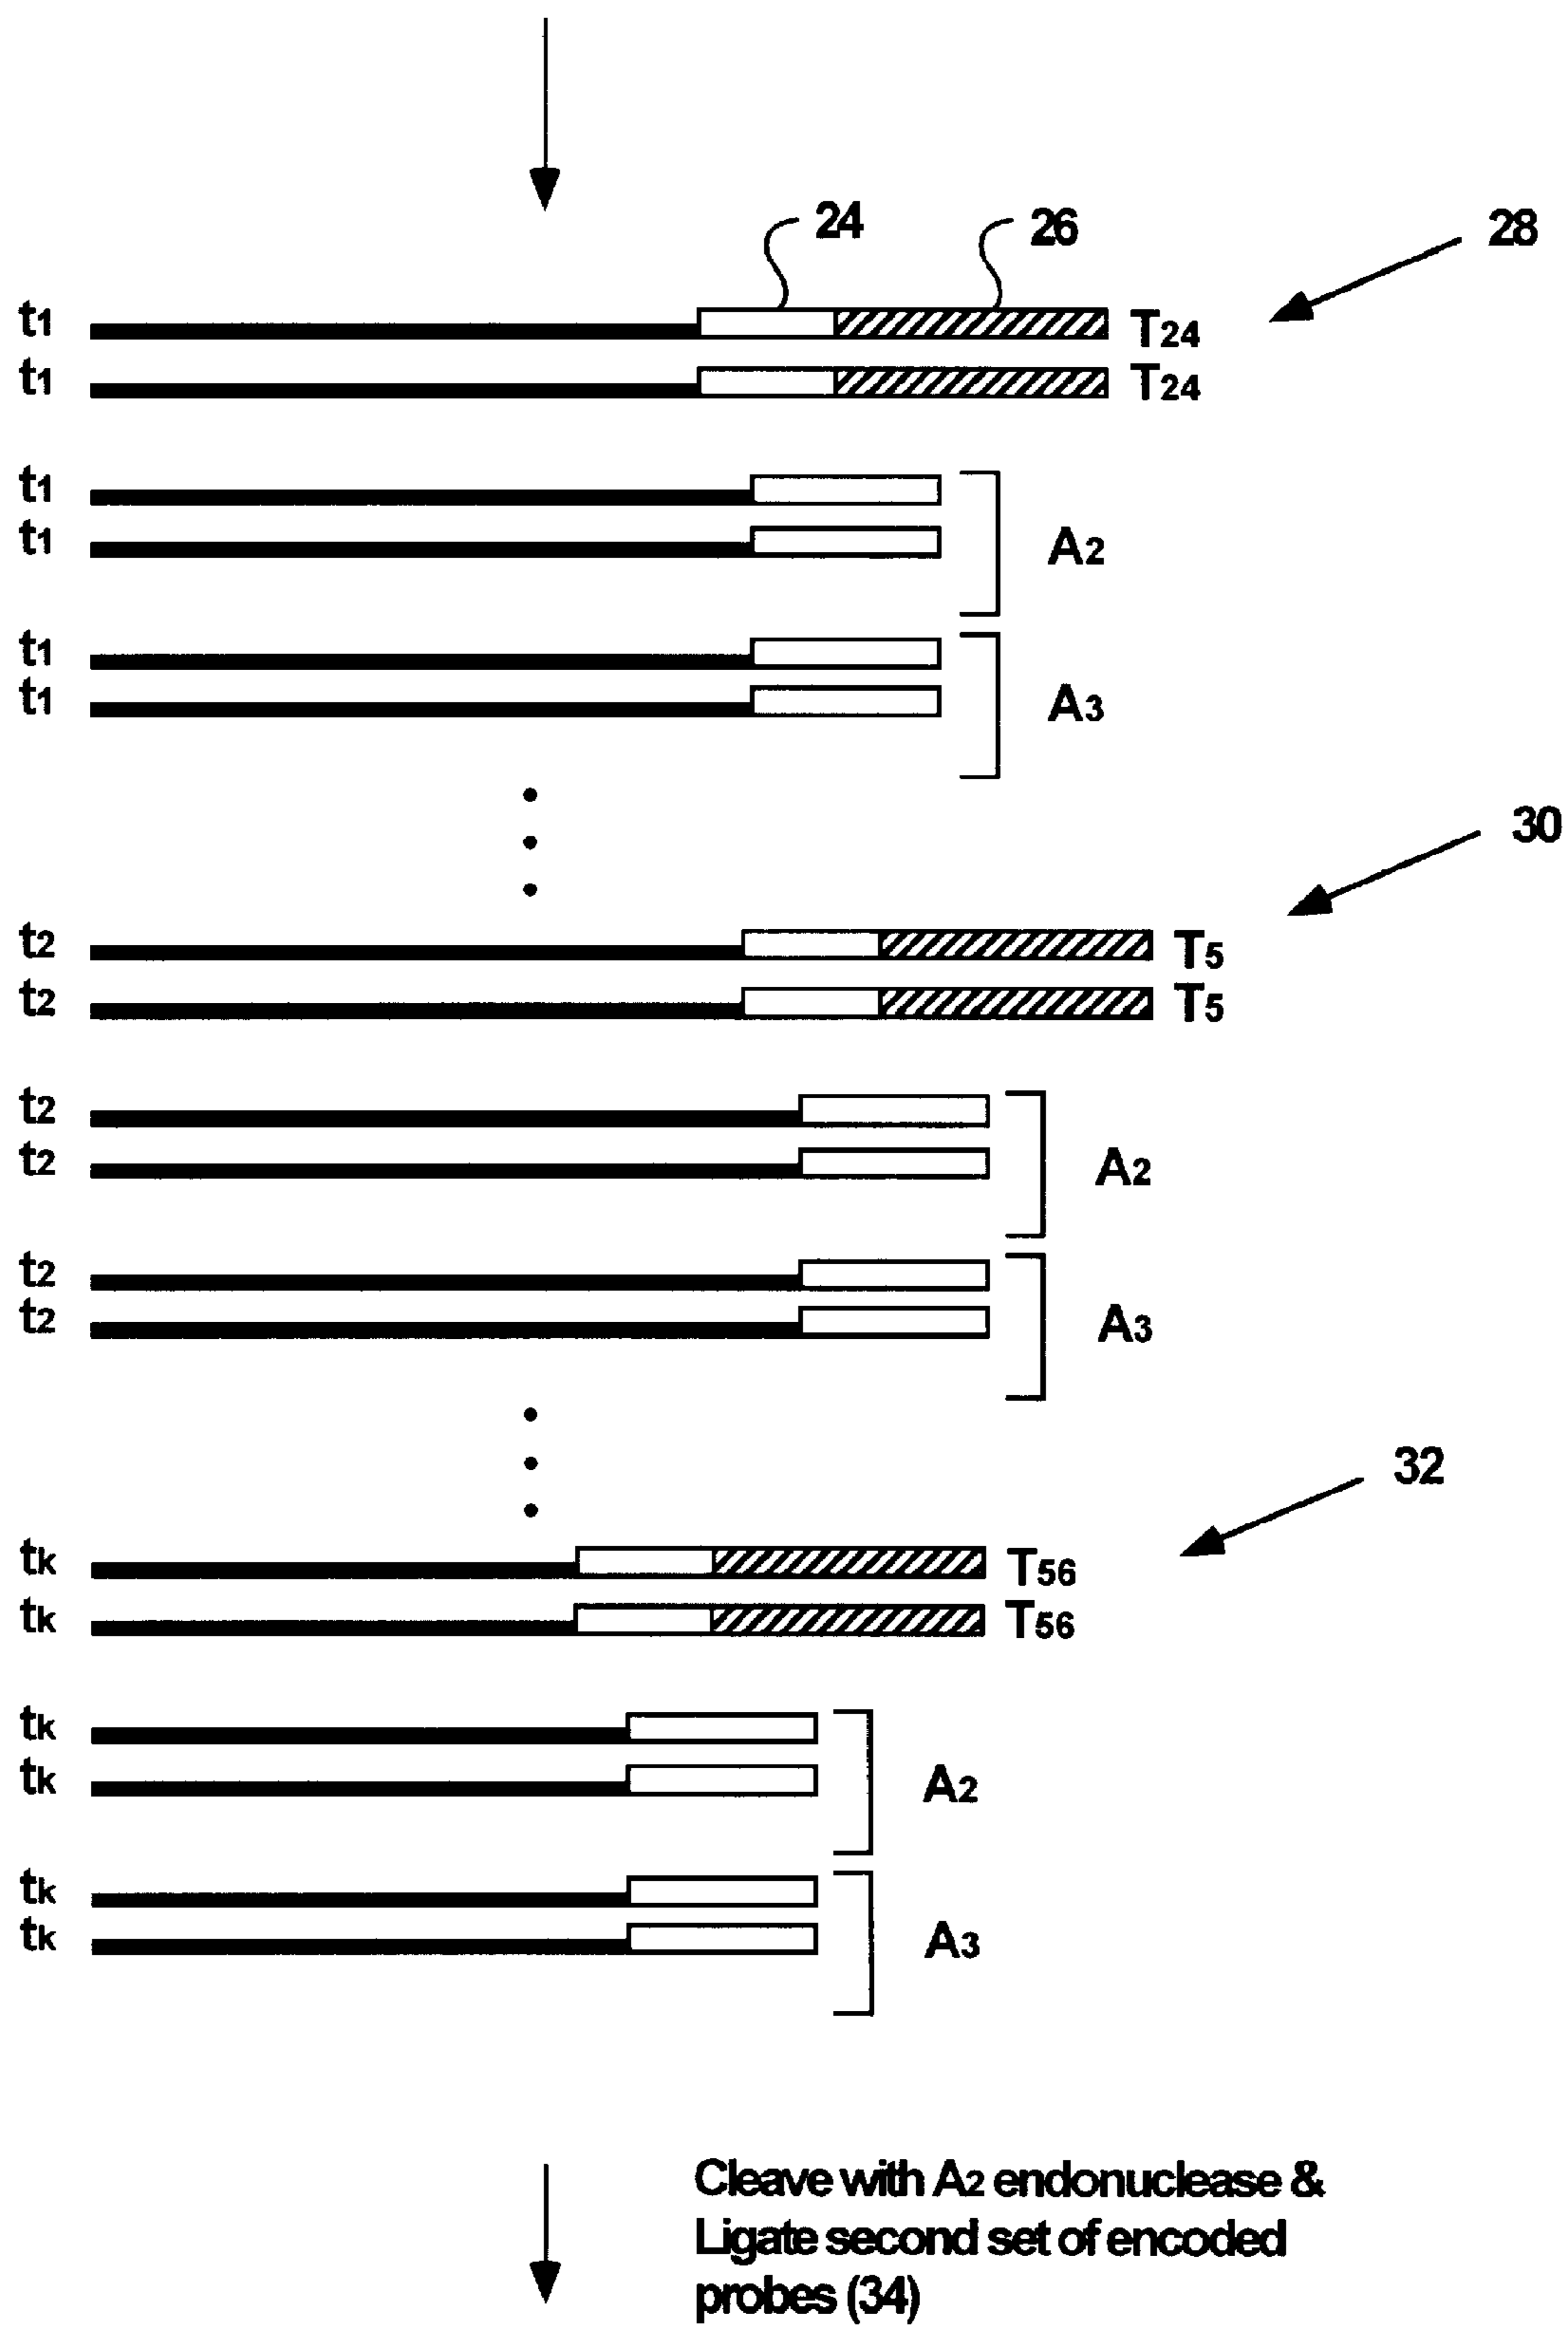 24 26 28
t1 T24
t1 T24
t1
t1
A2
t1
t1
A3
30
t2 T5
t2 T5
t2
t2
A2
t2
t2
A3
32
tk T56
tk T56
tk
tk
A2
tk
tk
A3
Cleave with A2 endonuclease &
Ligate second set of encoded
probes (34)